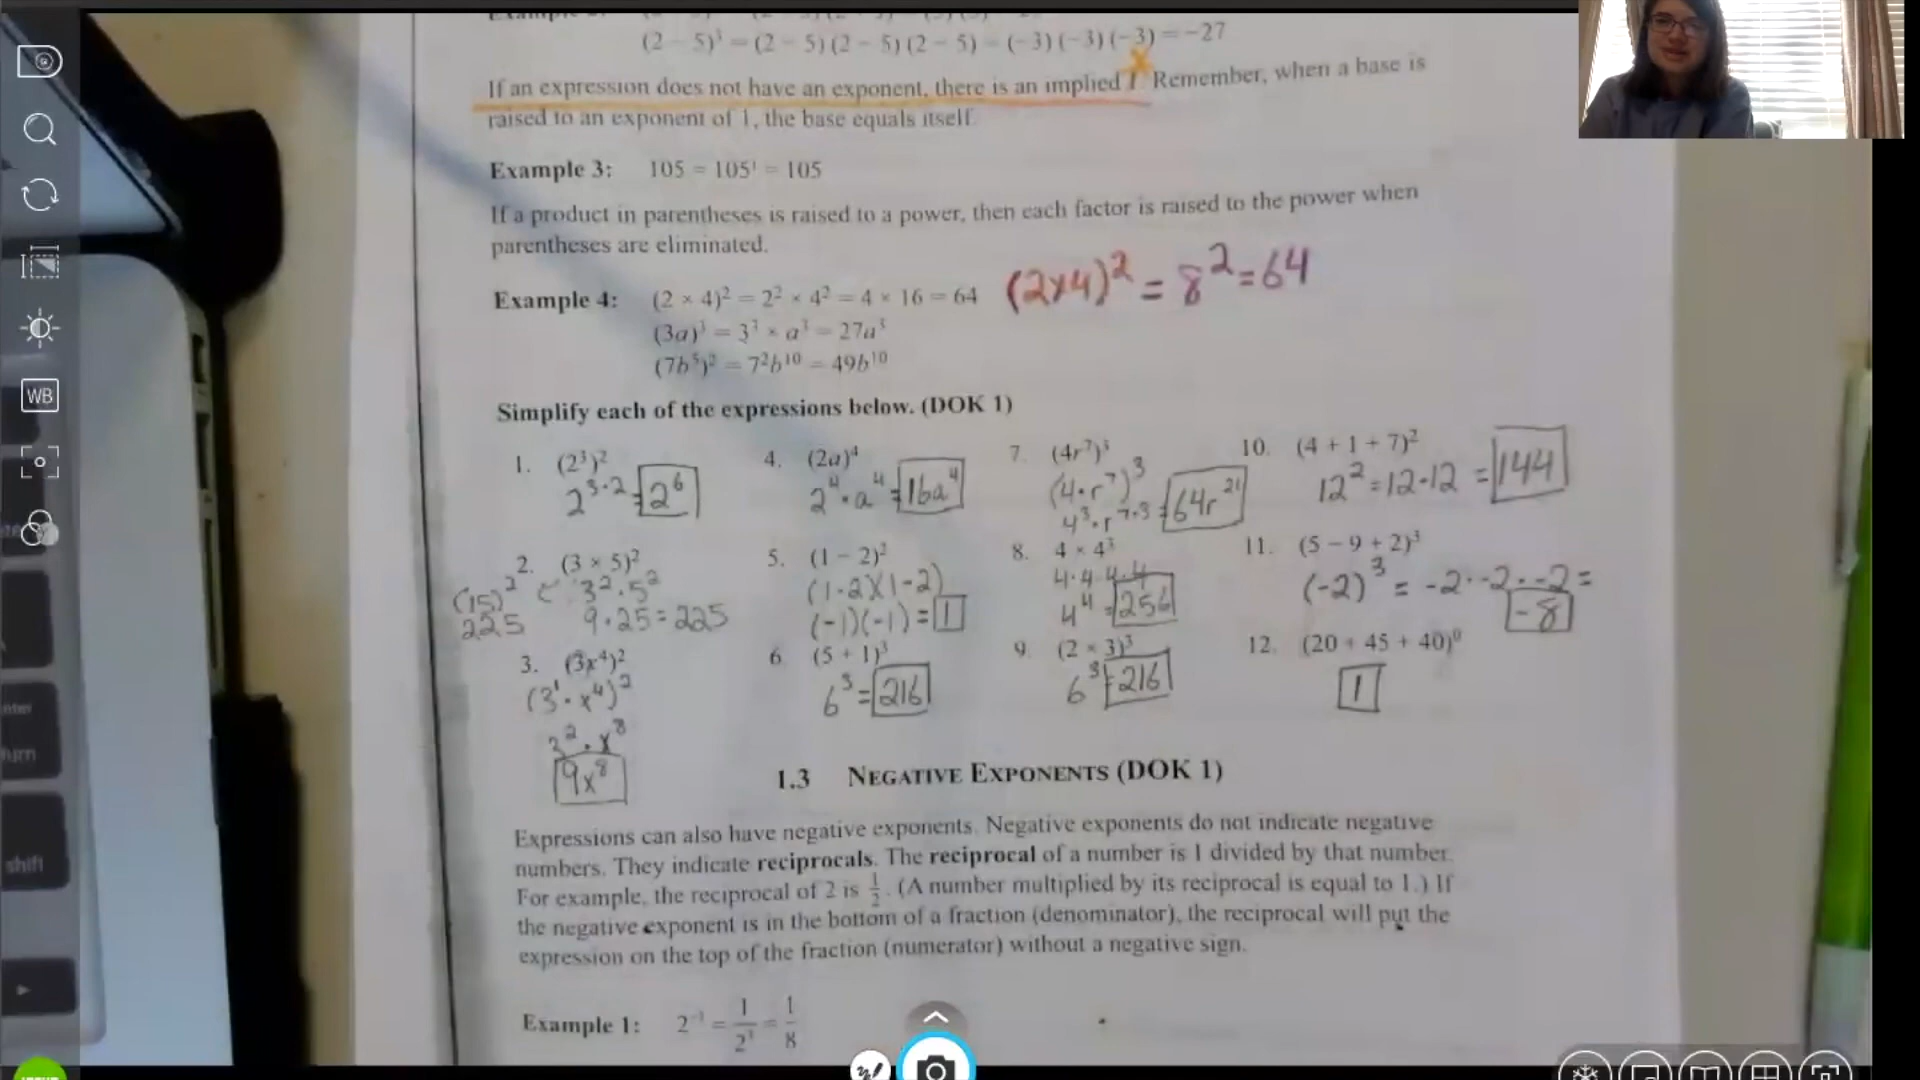 (2 − 5)³ = (2 − 5)(2 − 5)(2 − 5) = (−3)(−3)(−3) = −27
If an expression does not have an exponent, there is an implied 1. Remember, when a base is
raised to an exponent of 1, the base equals itself.
Example 3: 105 = 105¹ = 105
If a product in parentheses is raised to a power, then each factor is raised to the power when
parentheses are eliminated.
Example 4: (2 × 4)² = 2² × 4² = 4 × 16 = 64
(2×4)² = 8² = 64
(3a)³ = 3³ × a³ = 27a³
(7b⁵)² = 7²b¹⁰ = 49b¹⁰
Simplify each of the expressions below. (DOK 1)
1. (2³)²
2³·² = 2⁶
2. (3 × 5)²
3² · 5²
9 · 25 = 225
(15)²
225
3. (3x⁴)²
(3¹ · x⁴)²
3² · x⁸
9x⁸
4. (2a)⁴
2⁴ · a⁴ = 16a⁴
5. (1 − 2)²
(1-2)(1-2)
(-1)(-1) = 1
6. (5 + 1)³
6³ = 216
7. (4r⁷)³
(4·r⁷)³
4³·r⁷·³ = 64r²¹
8. 4 × 4³
4·4·4·4
4⁴ = 256
9. (2 × 3)³
6³ = 216
10. (4 + 1 + 7)²
12² = 12·12 = 144
11. (5 − 9 + 2)³
(-2)³ = -2·-2·-2 =
-8
12. (20 + 45 + 40)⁰
1
1.3 NEGATIVE EXPONENTS (DOK 1)
Expressions can also have negative exponents. Negative exponents do not indicate negative
numbers. They indicate reciprocals. The reciprocal of a number is 1 divided by that number.
For example, the reciprocal of 2 is 1/2. (A number multiplied by its reciprocal is equal to 1.) If
the negative exponent is in the bottom of a fraction (denominator), the reciprocal will put the
expression on the top of the fraction (numerator) without a negative sign.
Example 1: 2⁻³ = 1/2³ = 1/8
WB
shift